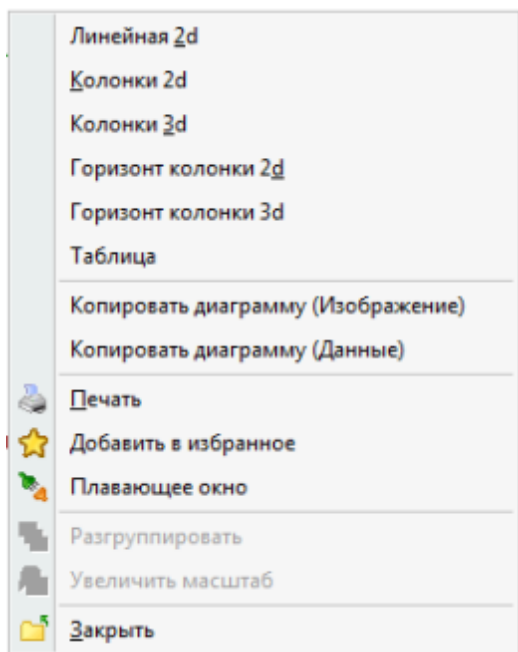 Линейная 2d
Колонки 2d
Колонки 3d
Горизонт колонки 2d
Горизонт колонки 3d
Таблица
Копировать диаграмму (Изображение)
Копировать диаграмму (Данные)
Печать
Добавить в избранное
Плавающее окно
Разгруппировать
Увеличить масштаб
Закрыть